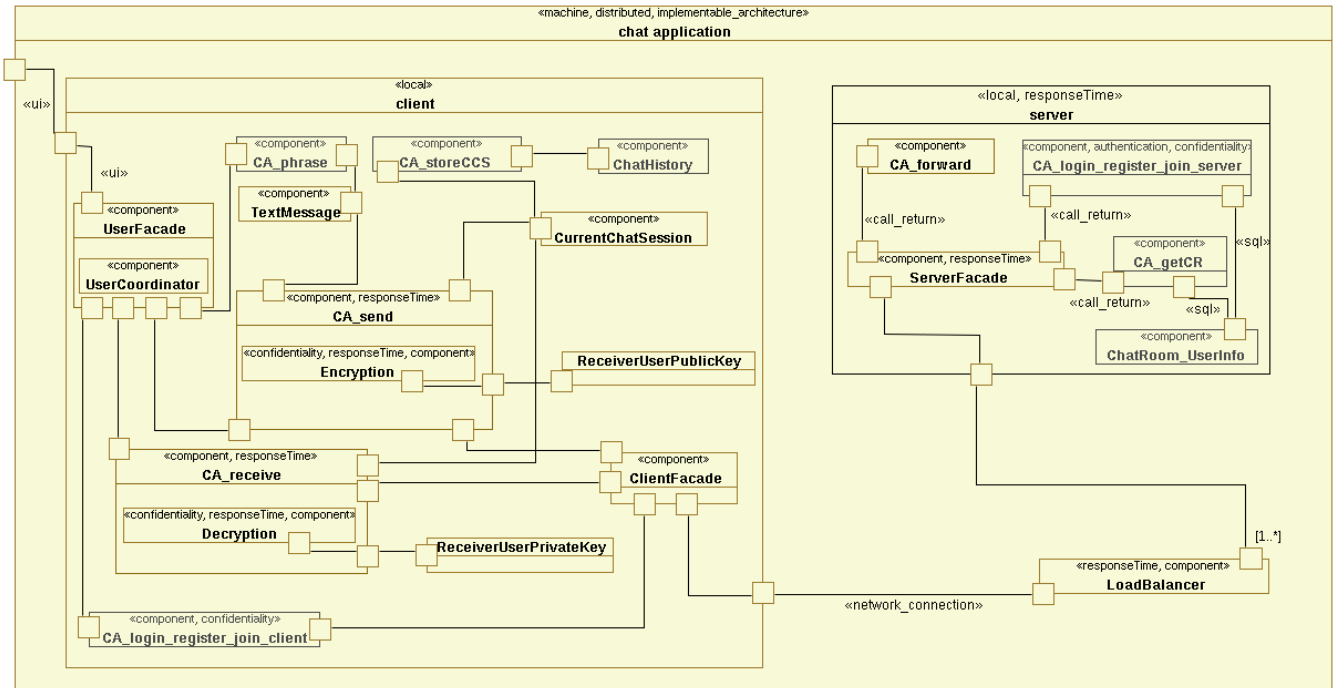 «machine, distributed, implementable_architecture»
chat application
«ui»
«local»
client
«ui»
«component»
CA_phrase
«component»
CA_storeCCS
«component»
ChatHistory
«component»
TextMessage
«component»
UserFacade
«component»
UserCoordinator
«component»
CurrentChatSession
«component, responseTime»
CA_send
«confidentiality, responseTime, component»
Encryption
ReceiverUserPublicKey
«component, responseTime»
CA_receive
«component»
ClientFacade
«confidentiality, responseTime, component»
Decryption
ReceiverUserPrivateKey
«component, confidentiality»
CA_login_register_join_client
«local, responseTime»
server
«component»
CA_forward
«component, authentication, confidentiality»
CA_login_register_join_server
«call_return»
«call_return»
«sql»
«component, responseTime»
ServerFacade
«component»
CA_getCR
«call_return»
«sql»
«component»
ChatRoom_UserInfo
[1..*]
«responseTime, component»
LoadBalancer
«network_connection»